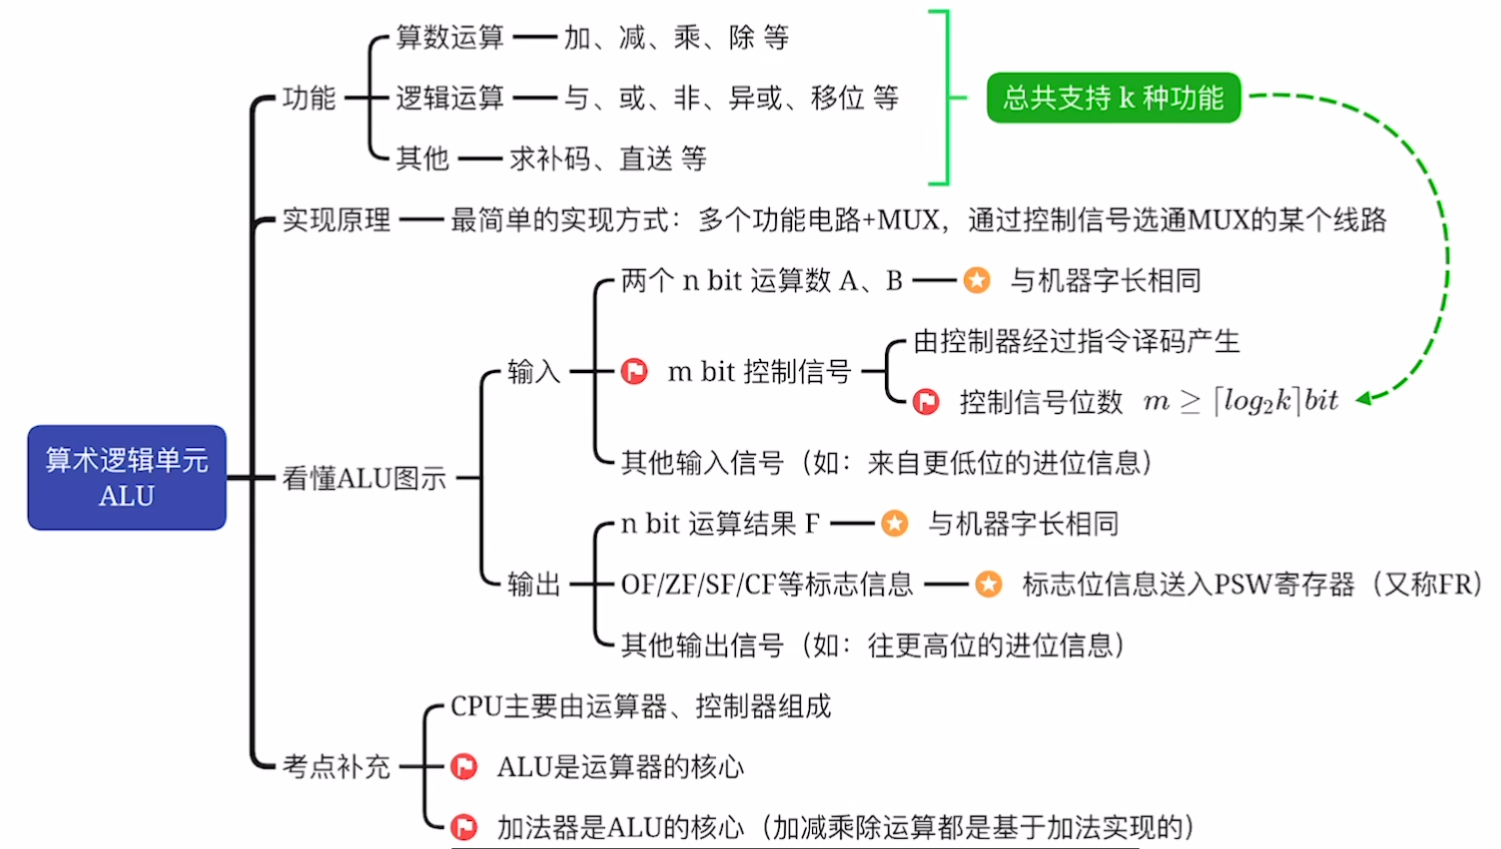 算术逻辑单元
ALU
功能
算数运算
加、减、乘、除 等
逻辑运算
与、或、非、异或、移位 等
其他
求补码、直送 等
总共支持 k 种功能
实现原理
最简单的实现方式：多个功能电路+MUX，通过控制信号选通MUX的某个线路
看懂ALU图示
输入
两个 n bit 运算数 A、B
与机器字长相同
m bit 控制信号
由控制器经过指令译码产生
控制信号位数 m ≥ ⌈log₂k⌉bit
其他输入信号（如：来自更低位的进位信息）
输出
n bit 运算结果 F
与机器字长相同
OF/ZF/SF/CF等标志信息
标志位信息送入PSW寄存器（又称FR）
其他输出信号（如：往更高位的进位信息）
考点补充
CPU主要由运算器、控制器组成
ALU是运算器的核心
加法器是ALU的核心（加减乘除运算都是基于加法实现的）